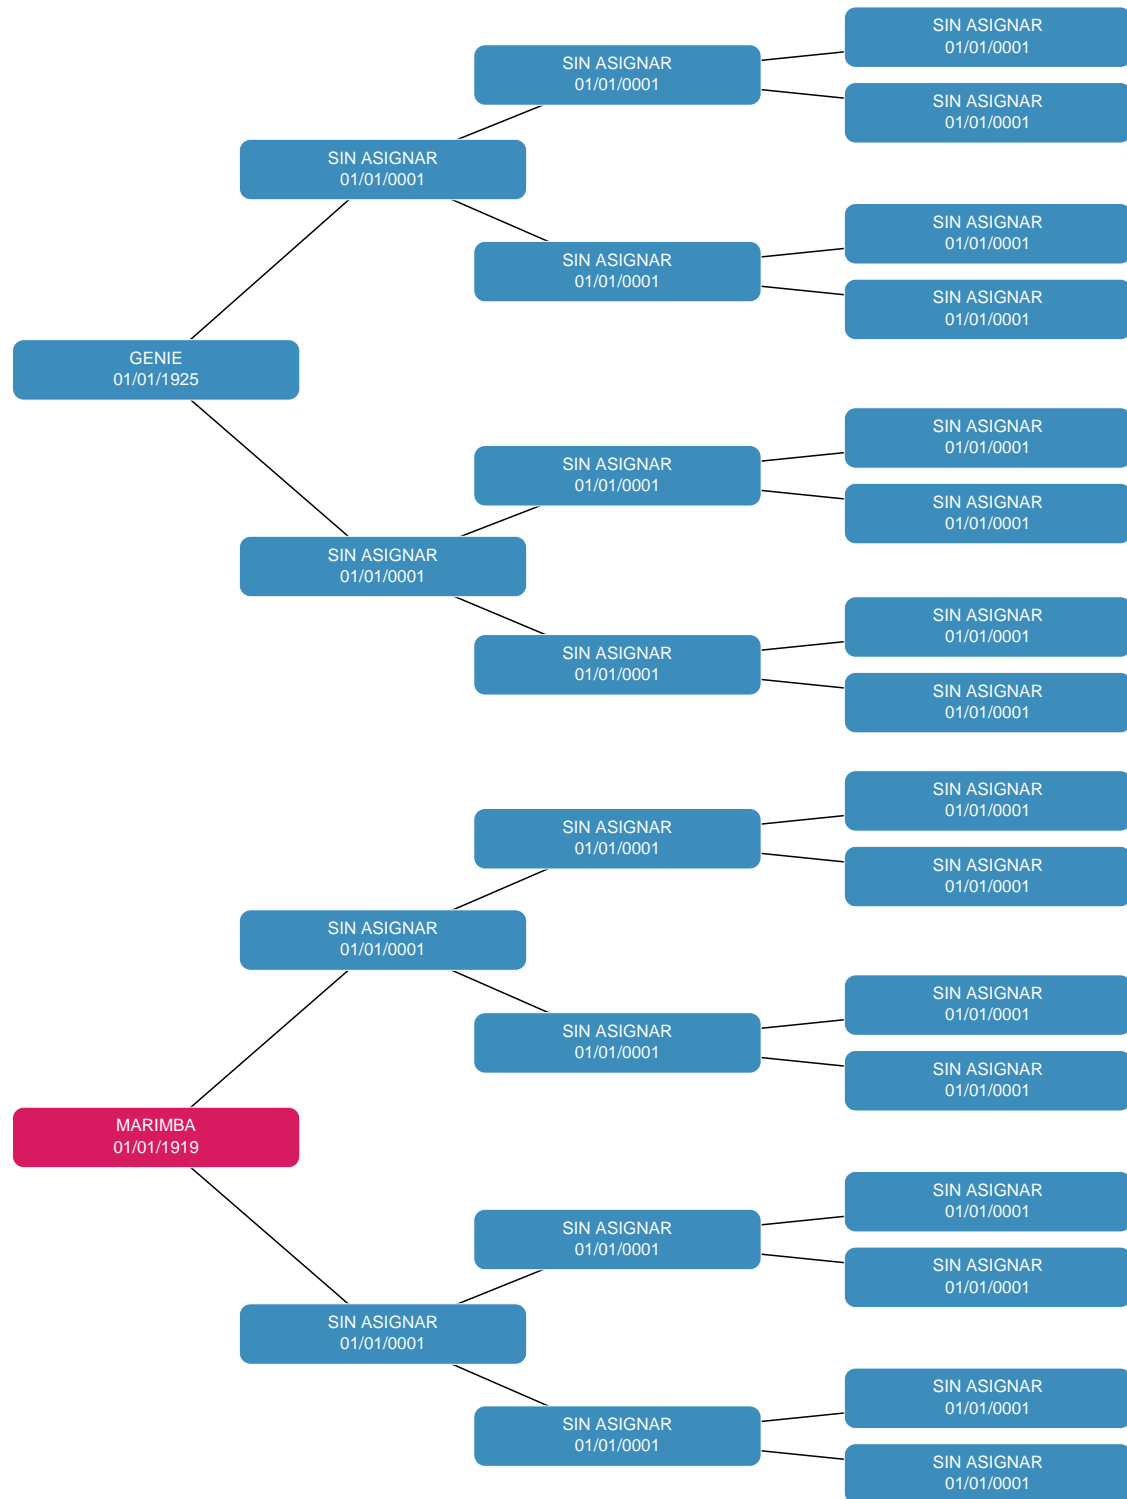 SIN ASIGNAR
01/01/0001
SIN ASIGNAR
01/01/0001
SIN ASIGNAR
01/01/0001
SIN ASIGNAR
01/01/0001
SIN ASIGNAR
01/01/0001
SIN ASIGNAR
01/01/0001
SIN ASIGNAR
01/01/0001
GENIE
01/01/1925
SIN ASIGNAR
01/01/0001
SIN ASIGNAR
01/01/0001
SIN ASIGNAR
01/01/0001
SIN ASIGNAR
01/01/0001
SIN ASIGNAR
01/01/0001
SIN ASIGNAR
01/01/0001
SIN ASIGNAR
01/01/0001
SIN ASIGNAR
01/01/0001
SIN ASIGNAR
01/01/0001
SIN ASIGNAR
01/01/0001
SIN ASIGNAR
01/01/0001
SIN ASIGNAR
01/01/0001
SIN ASIGNAR
01/01/0001
SIN ASIGNAR
01/01/0001
MARIMBA
01/01/1919
SIN ASIGNAR
01/01/0001
SIN ASIGNAR
01/01/0001
SIN ASIGNAR
01/01/0001
SIN ASIGNAR
01/01/0001
SIN ASIGNAR
01/01/0001
SIN ASIGNAR
01/01/0001
SIN ASIGNAR
01/01/0001